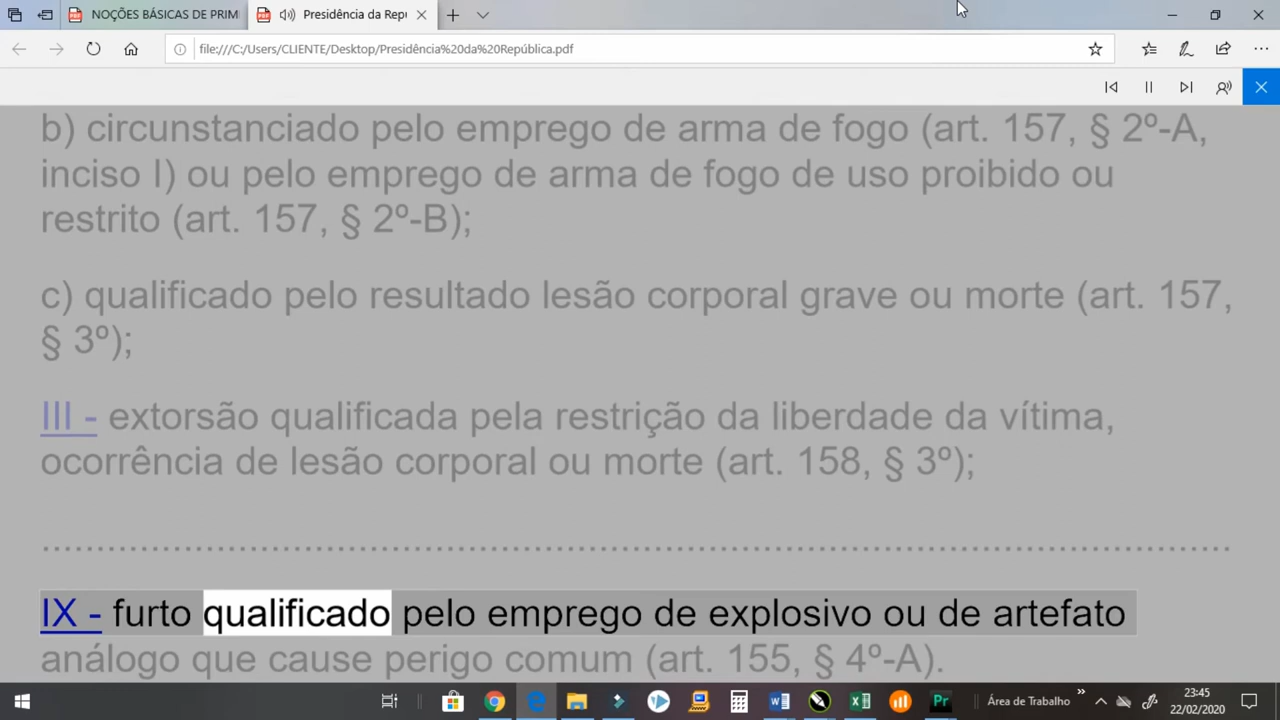 NOÇÕES BÁSICAS DE PRIM
Presidência da Repú
file:///C:/Users/CLIENTE/Desktop/Presidência%20da%20República.pdf
b) circunstanciado pelo emprego de arma de fogo (art. 157, § 2º-A,
inciso I) ou pelo emprego de arma de fogo de uso proibido ou
restrito (art. 157, § 2º-B);
c) qualificado pelo resultado lesão corporal grave ou morte (art. 157,
§ 3º);
III - extorsão qualificada pela restrição da liberdade da vítima,
ocorrência de lesão corporal ou morte (art. 158, § 3º);
..............................................................................................................
IX - furto qualificado pelo emprego de explosivo ou de artefato
análogo que cause perigo comum (art. 155, § 4º-A).
Área de Trabalho
23:45
22/02/2020